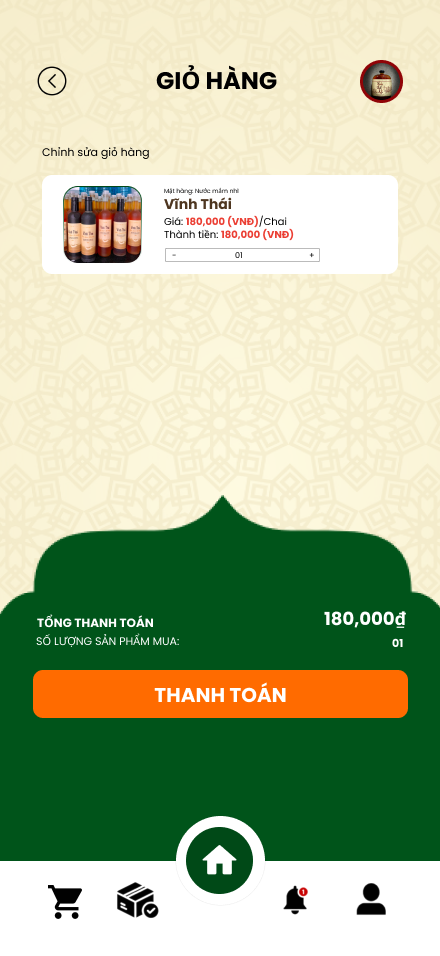 GIỎ HÀNG
Chỉnh sửa giỏ hàng
Mặt hàng: Nước mắm nhỉ
Vĩnh Thái
Giá: 180,000 (VNĐ)/Chai
Thành tiền: 180,000 (VNĐ)
- 01 +
TỔNG THANH TOÁN 180,000₫
SỐ LƯỢNG SẢN PHẨM MUA: 01
THANH TOÁN
1